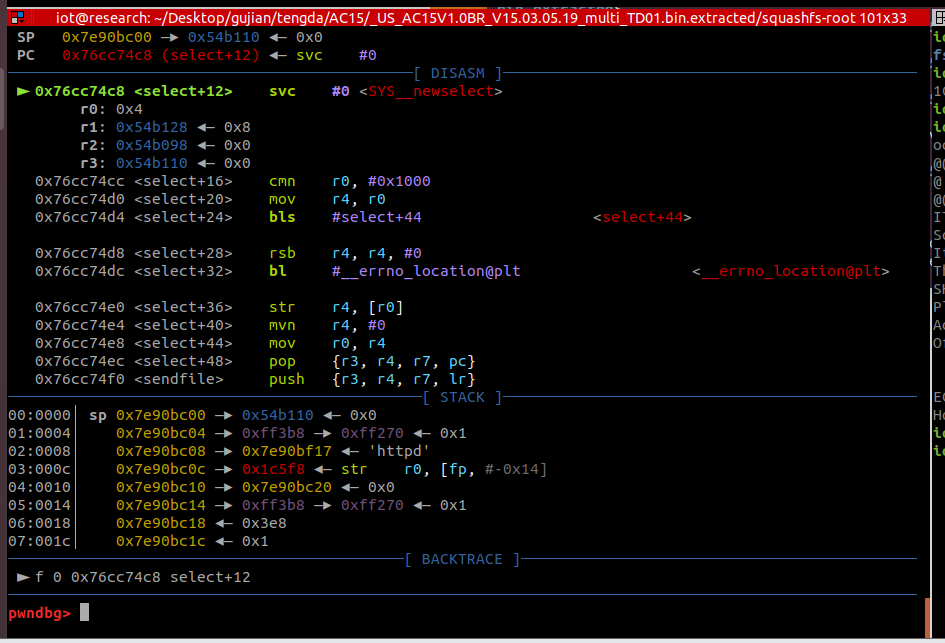 iot@research: ~/Desktop/gujian/tengda/AC15/_US_AC15V1.0BR_V15.03.05.19_multi_TD01.bin.extracted/squashfs-root 101x33
SP 0x7e90bc00 —► 0x54b110 ◄— 0x0
PC 0x76cc74c8 (select+12) ◄— svc #0
[ DISASM ]
► 0x76cc74c8 <select+12> svc #0 <SYS__newselect>
r0: 0x4
r1: 0x54b128 ◄— 0x8
r2: 0x54b098 ◄— 0x0
r3: 0x54b110 ◄— 0x0
0x76cc74cc <select+16> cmn r0, #0x1000
0x76cc74d0 <select+20> mov r4, r0
0x76cc74d4 <select+24> bls #select+44 <select+44>
0x76cc74d8 <select+28> rsb r4, r4, #0
0x76cc74dc <select+32> bl #__errno_location@plt <__errno_location@plt>
0x76cc74e0 <select+36> str r4, [r0]
0x76cc74e4 <select+40> mvn r4, #0
0x76cc74e8 <select+44> mov r0, r4
0x76cc74ec <select+48> pop {r3, r4, r7, pc}
0x76cc74f0 <sendfile> push {r3, r4, r7, lr}
[ STACK ]
00:0000│ sp 0x7e90bc00 —► 0x54b110 ◄— 0x0
01:0004│ 0x7e90bc04 —► 0xff3b8 —► 0xff270 ◄— 0x1
02:0008│ 0x7e90bc08 —► 0x7e90bf17 ◄— 'httpd'
03:000c│ 0x7e90bc0c —► 0x1c5f8 ◄— str r0, [fp, #-0x14]
04:0010│ 0x7e90bc10 —► 0x7e90bc20 ◄— 0x0
05:0014│ 0x7e90bc14 —► 0xff3b8 —► 0xff270 ◄— 0x1
06:0018│ 0x7e90bc18 ◄— 0x3e8
07:001c│ 0x7e90bc1c ◄— 0x1
[ BACKTRACE ]
► f 0 0x76cc74c8 select+12
pwndbg>